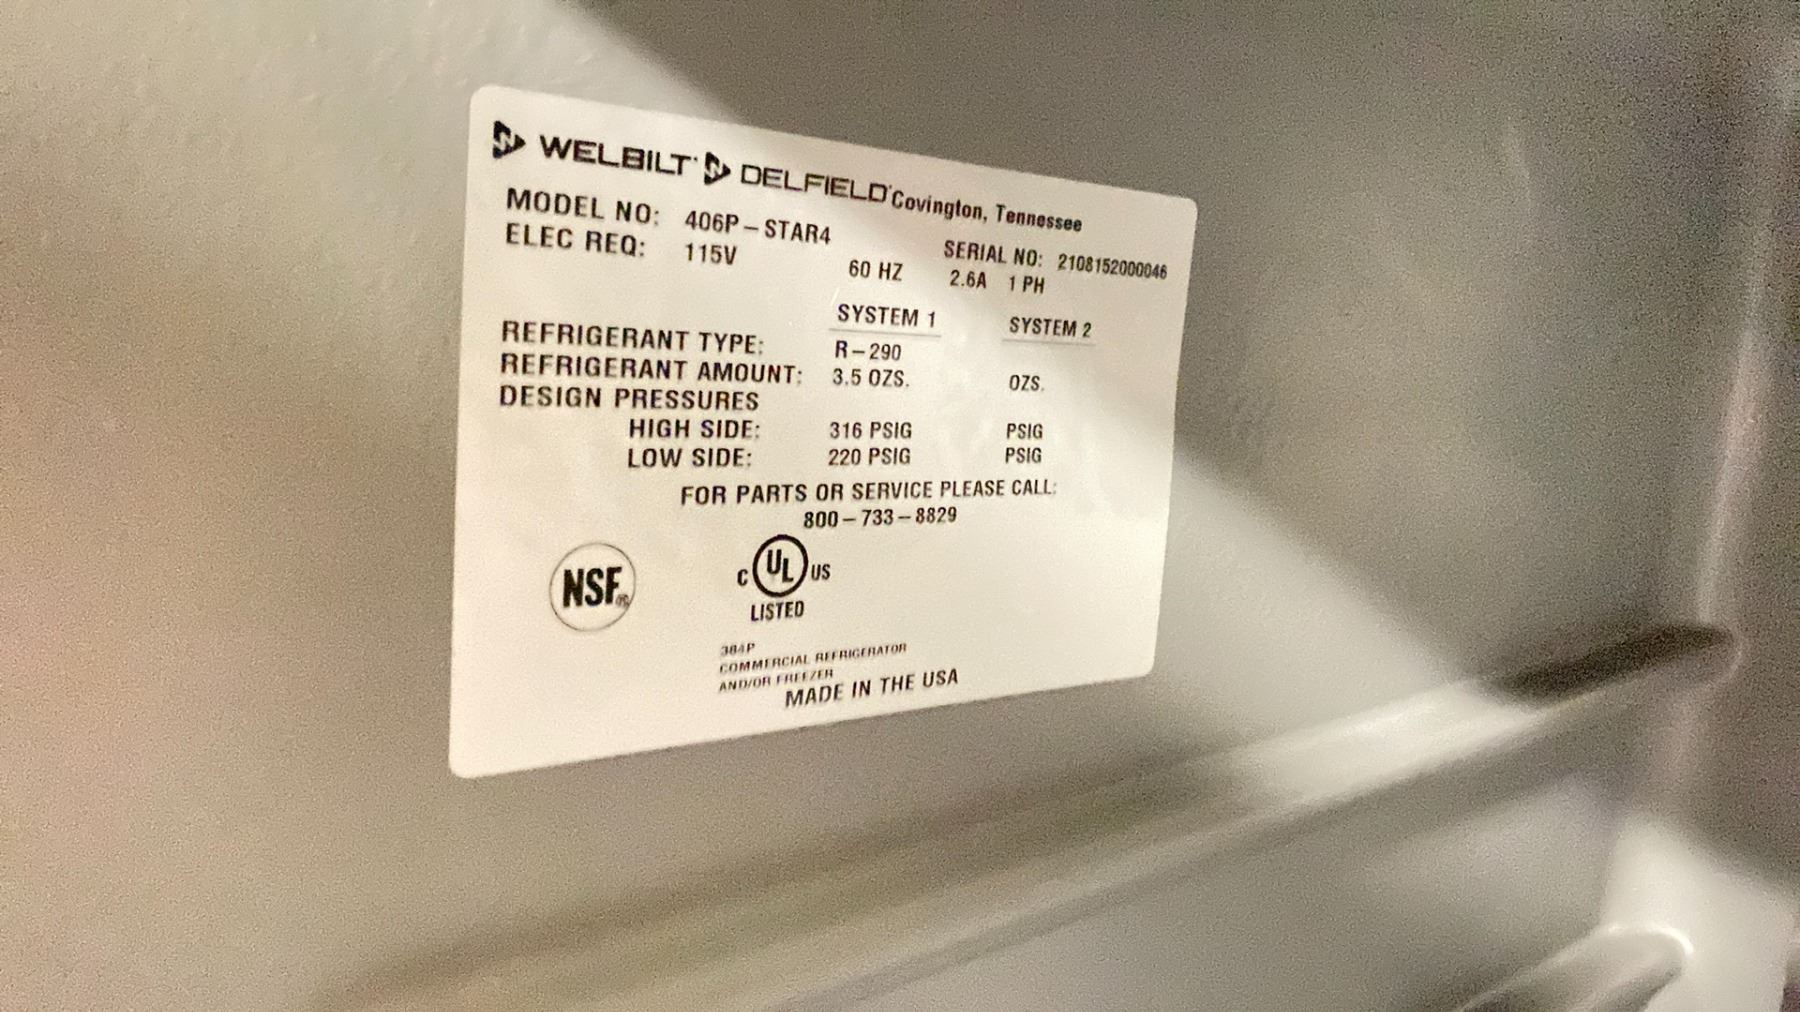 WELBILT DELFIELD Covington, Tennessee
MODEL NO: 406P-STAR4 SERIAL NO: 2108152000046
ELEC REQ: 115V 60 HZ 2.6A 1 PH
SYSTEM 1 SYSTEM 2
REFRIGERANT TYPE: R-290
REFRIGERANT AMOUNT: 3.5 OZS. OZS.
DESIGN PRESSURES
HIGH SIDE: 316 PSIG PSIG
LOW SIDE: 220 PSIG PSIG
FOR PARTS OR SERVICE PLEASE CALL:
800-733-8829
NSF®
C UL US
LISTED
384P
COMMERCIAL REFRIGERATOR
AND/OR FREEZER
MADE IN THE USA